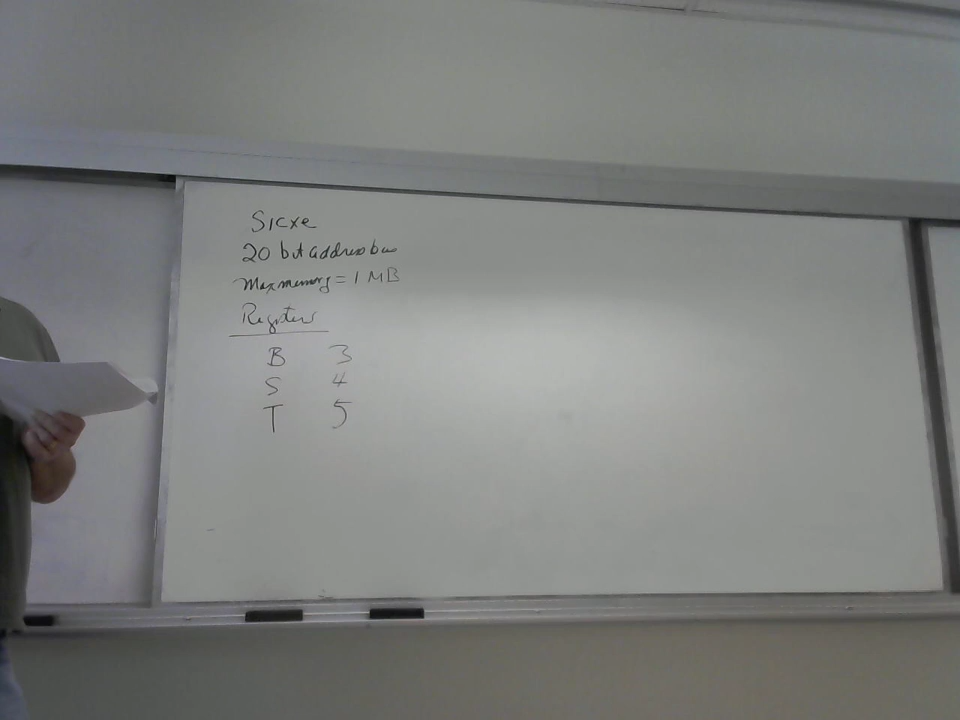 Sicxe
20 bit address bus
Max memory = 1 MB
Registers
B 3
S 4
T 5